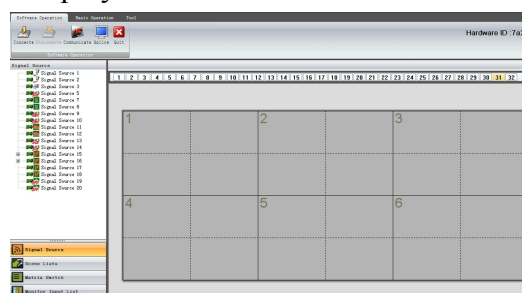 Software Operation Basic Operation Tool
Connecte Disconnecte Communicate Splice Quit
Hardware ID :7a2
Software Operation
Signal Source
1 2 3 4 5 6 7 8 9 10 11 12 13 14 15 16 17 18 19 20 21 22 23 24 25 26 27 28 29 30 31 32
Signal Source 1
Signal Source 2
Signal Source 3
Signal Source 5
Signal Source 7
Signal Source 8
Signal Source 9
Signal Source 10
Signal Source 11
Signal Source 12
Signal Source 13
Signal Source 14
Signal Source 15
Signal Source 16
Signal Source 17
Signal Source 18
Signal Source 19
Signal Source 20
1 2 3
4 5 6
Signal Source
Scene Lists
Matrix Switch
Monitor Input List